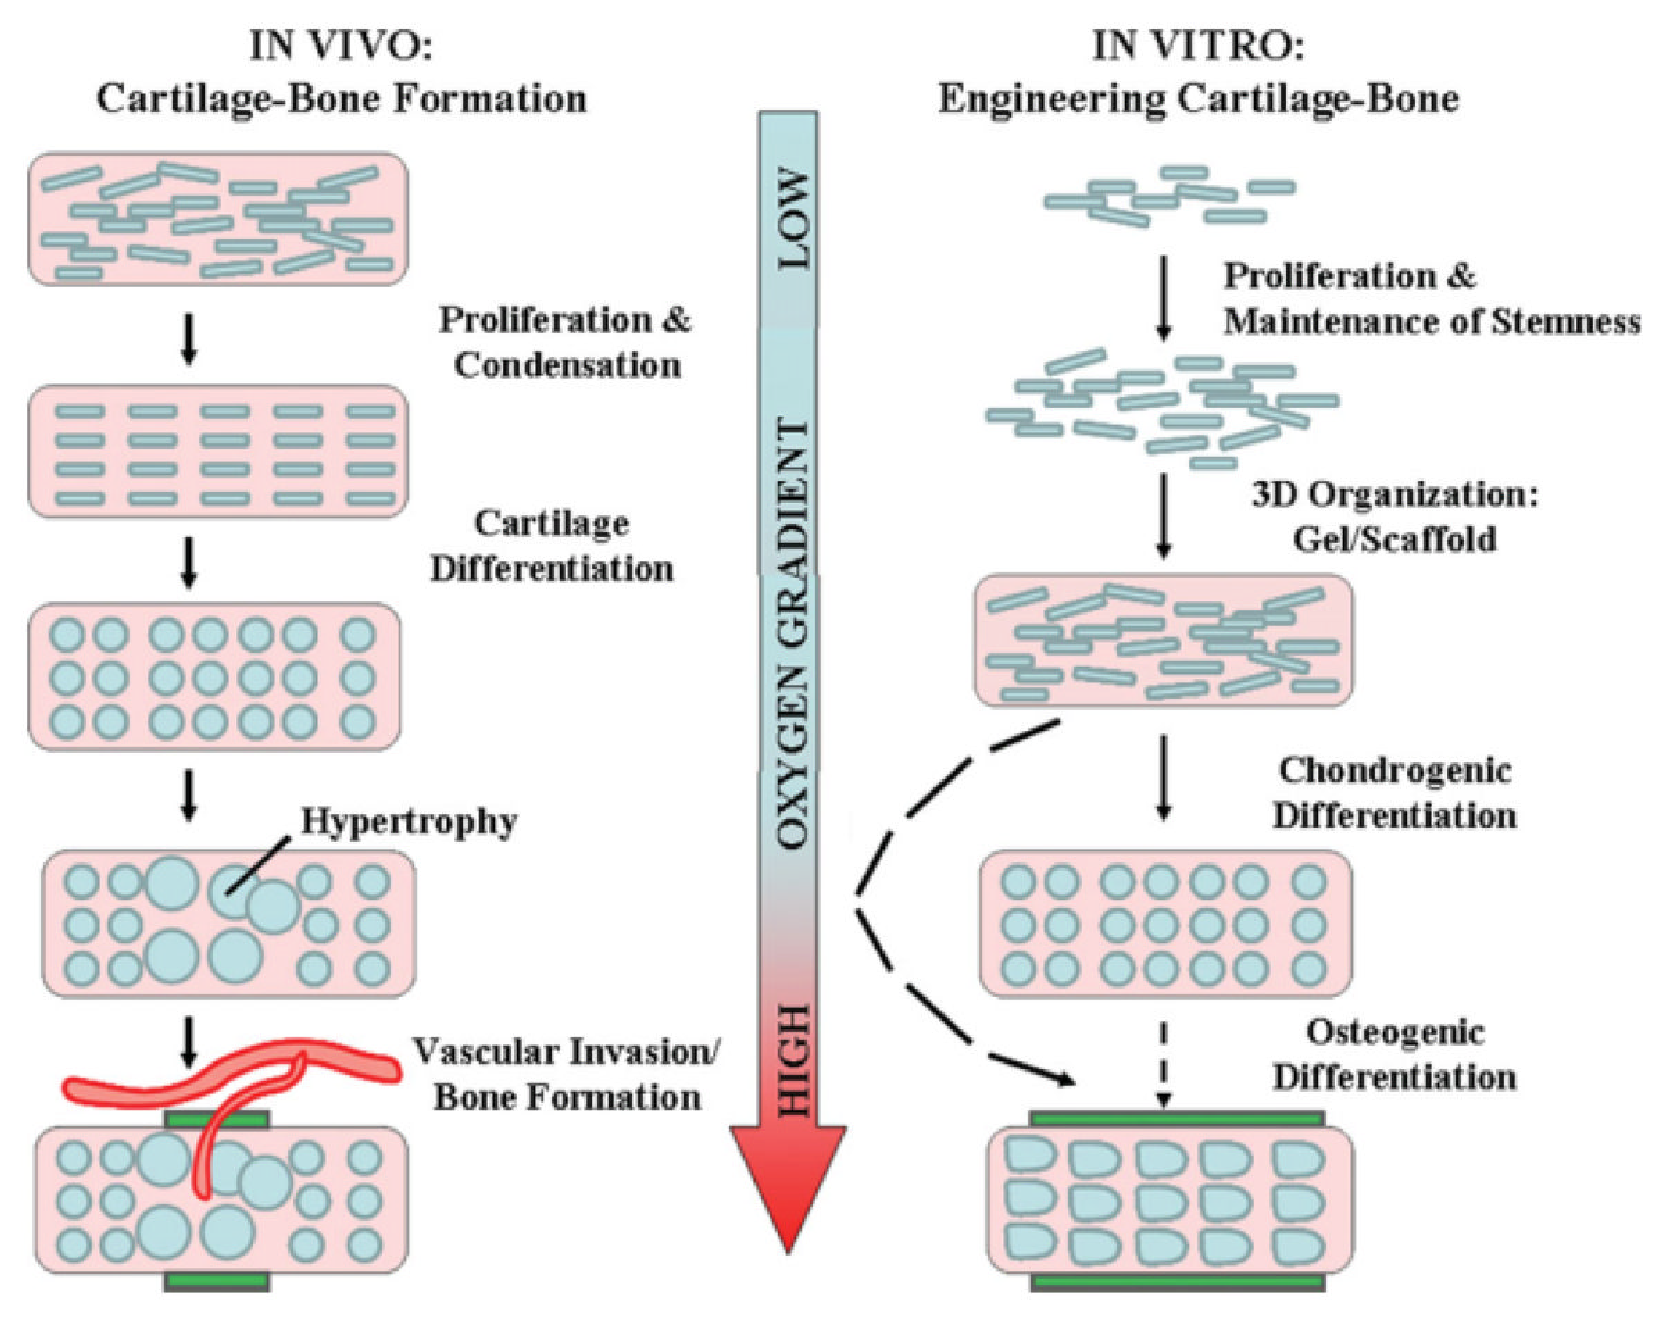 IN VIVO:
Cartilage-Bone Formation
Proliferation &
Condensation
Cartilage
Differentiation
Hypertrophy
Vascular Invasion/
Bone Formation
LOW
OXYGEN GRADIENT
HIGH
IN VITRO:
Engineering Cartilage-Bone
Proliferation &
Maintenance of Stemness
3D Organization:
Gel/Scaffold
Chondrogenic
Differentiation
Osteogenic
Differentiation